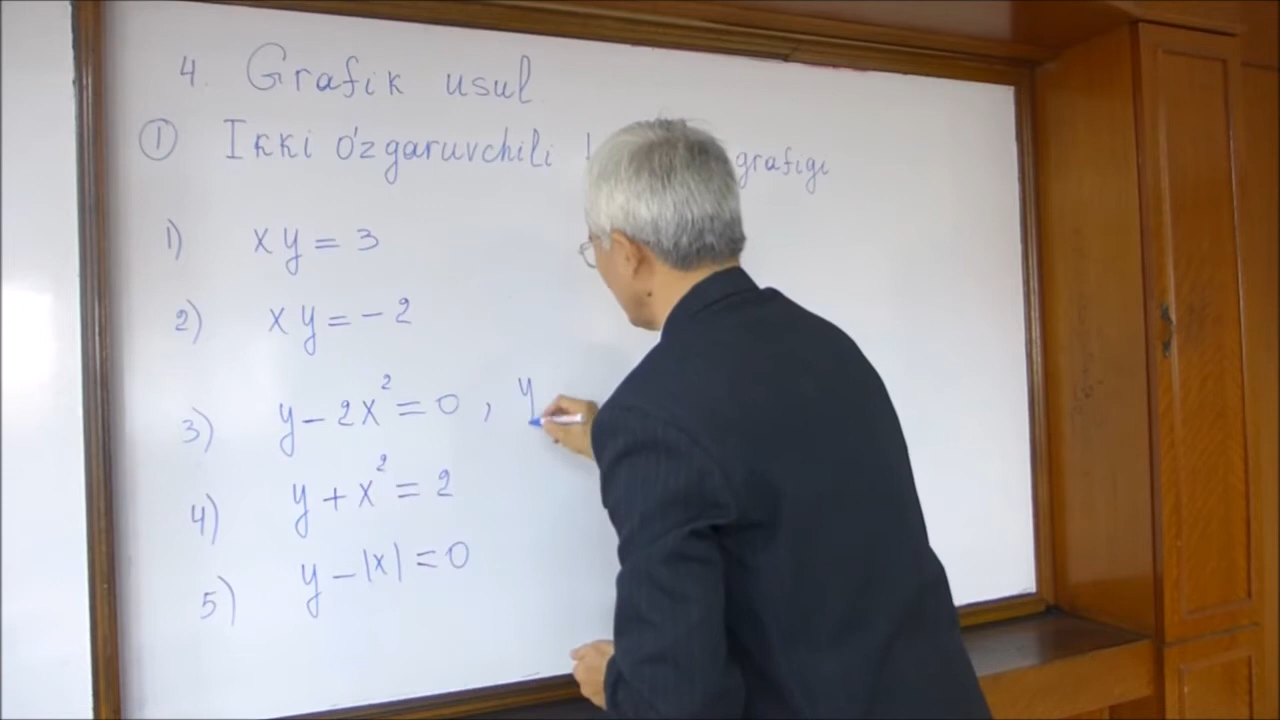 4. Grafik usul
① Ikki o'zgaruvchili grafigi
1) xy = 3
2) xy = -2
3) y - 2x² = 0, y
4) y + x² = 2
5) y - |x| = 0